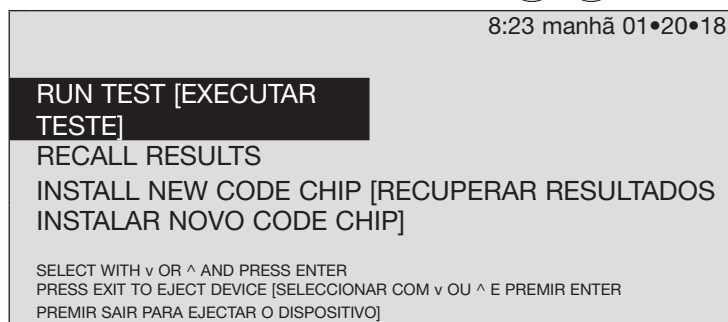 8:23 manhã 01•20•18
RUN TEST [EXECUTAR
TESTE]
RECALL RESULTS
INSTALL NEW CODE CHIP [RECUPERAR RESULTADOS
INSTALAR NOVO CODE CHIP]
SELECT WITH v OR ^ AND PRESS ENTER
PRESS EXIT TO EJECT DEVICE [SELECCIONAR COM v OU ^ E PREMIR ENTER
PREMIR SAIR PARA EJECTAR O DISPOSITIVO]